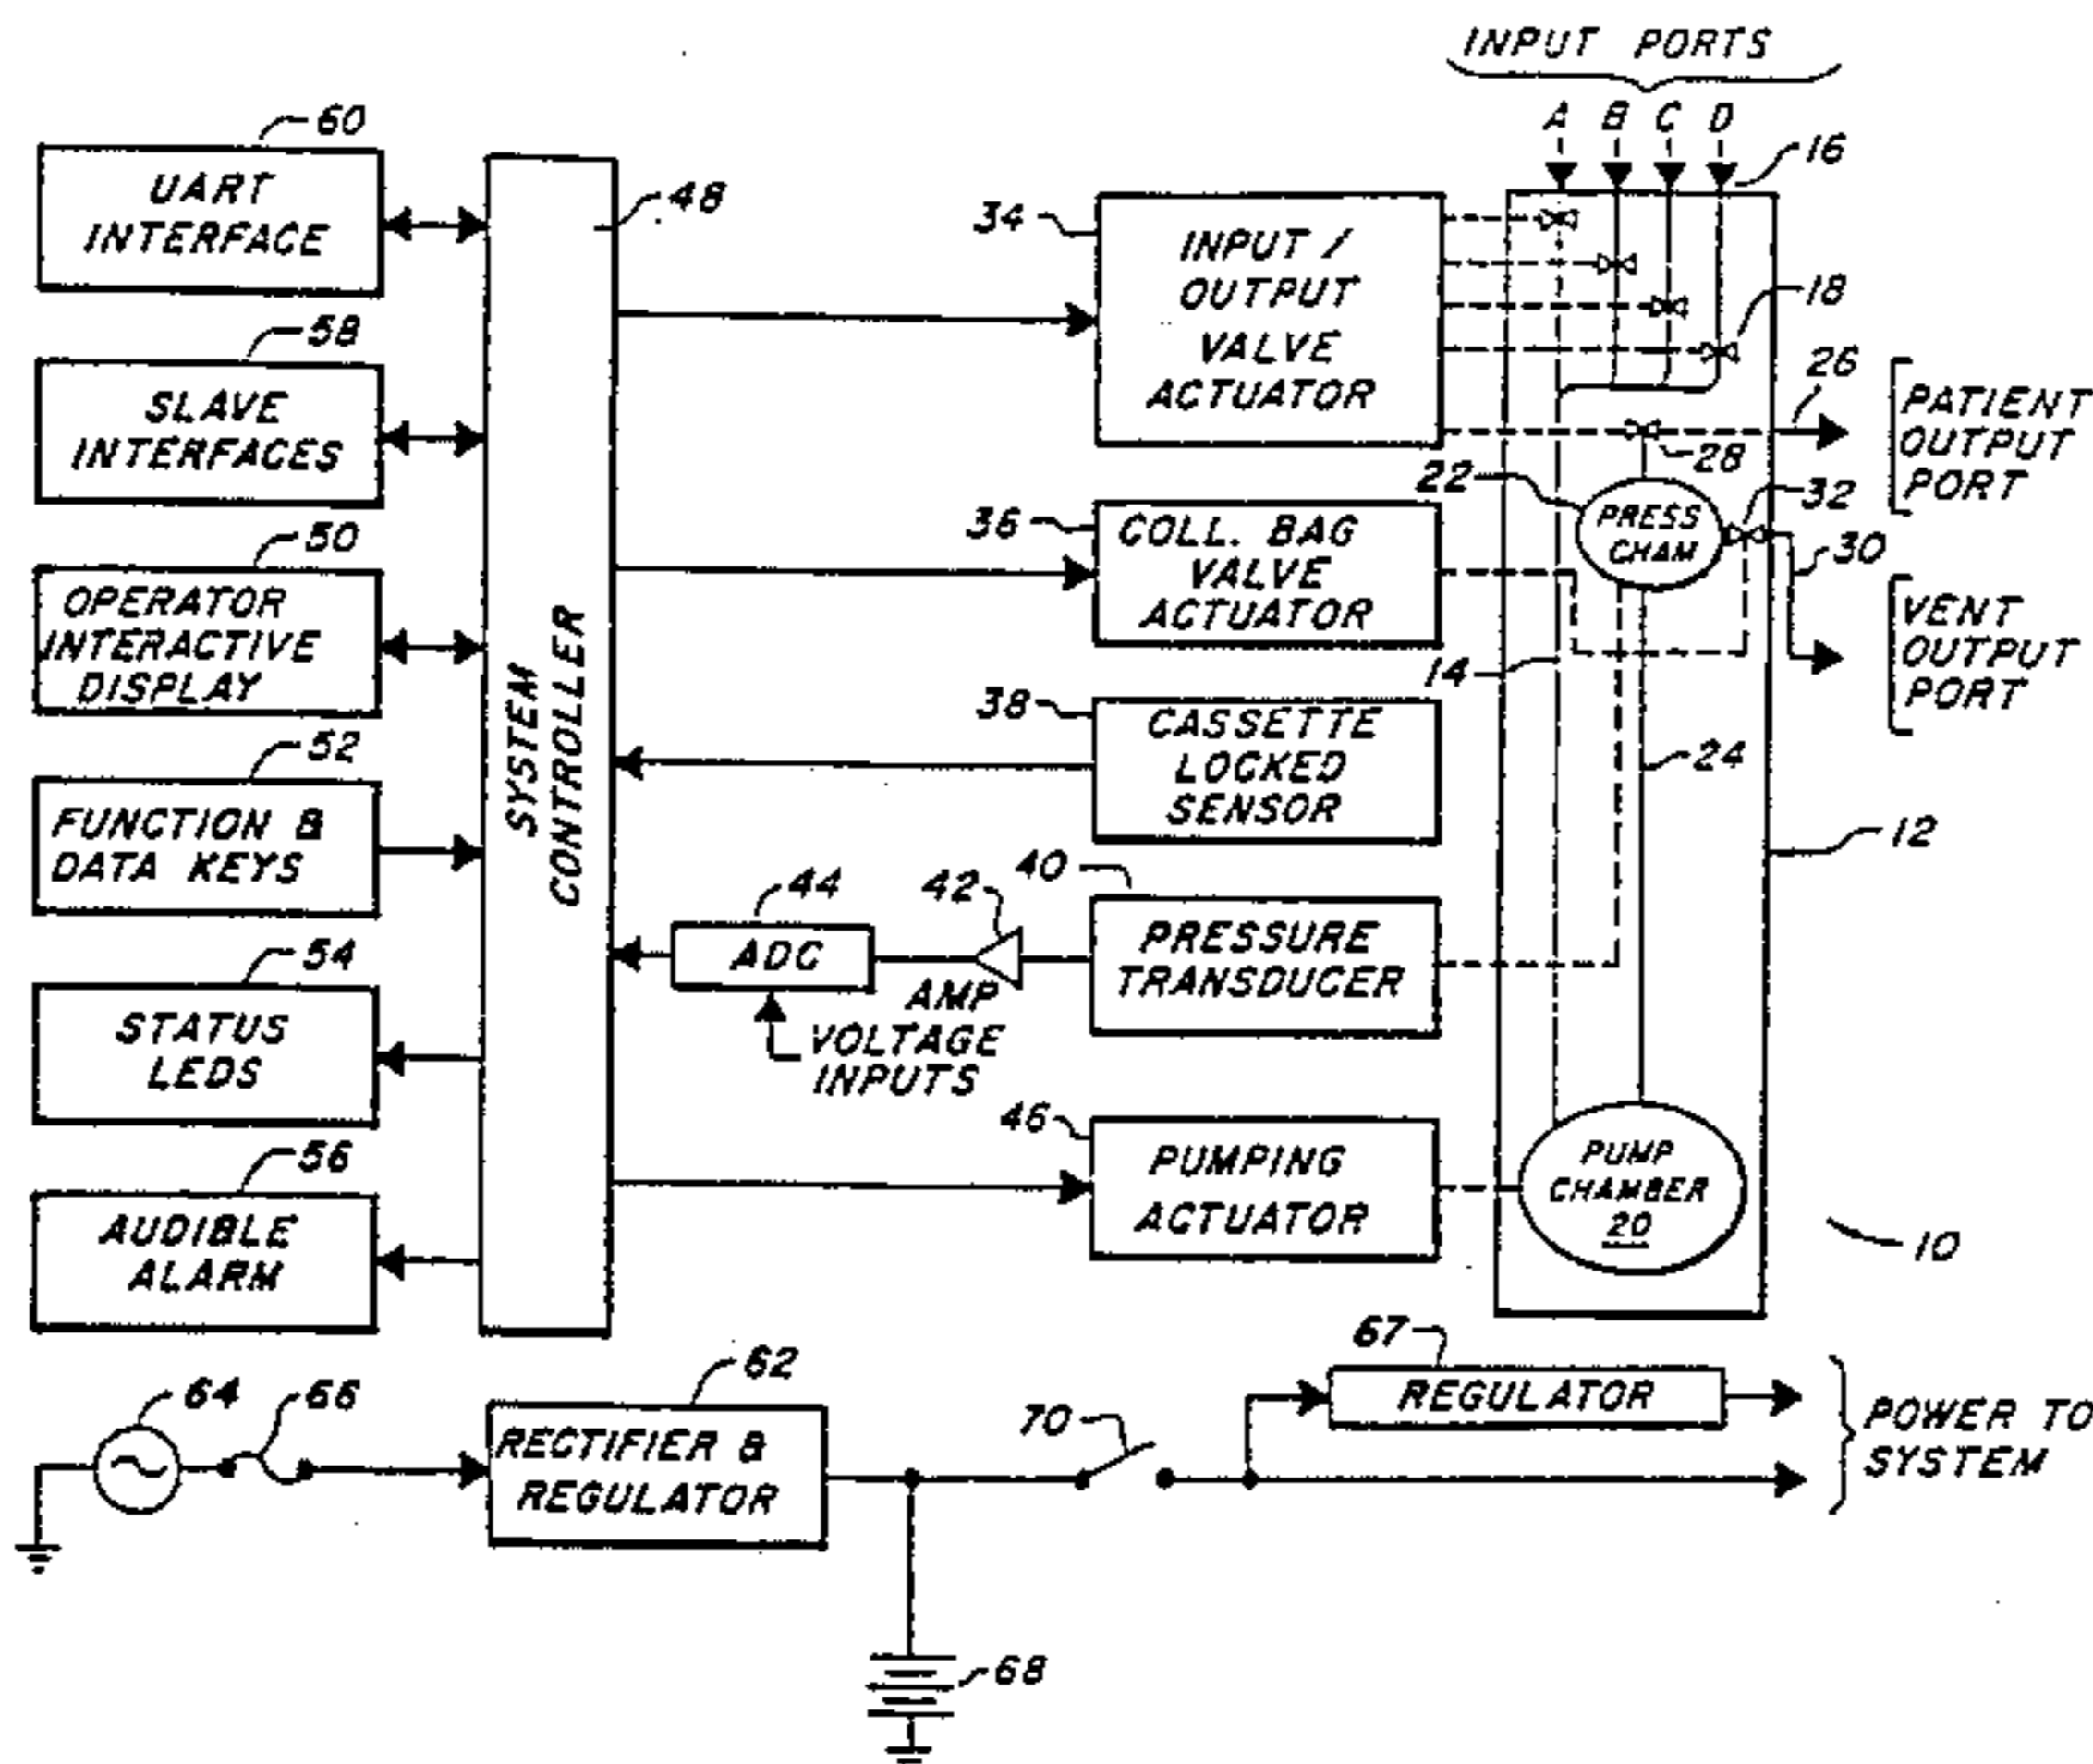 INPUT PORTS
A B C D
16
60
UART
INTERFACE
48
34
INPUT /
OUTPUT
VALVE
ACTUATOR
18
26
PATIENT
OUTPUT
PORT
58
SLAVE
INTERFACES
28
22
PRESS
CHAM
32
30
36
COLL. BAG
VALVE
ACTUATOR
VENT
OUTPUT
PORT
50
OPERATOR
INTERACTIVE
DISPLAY
SYSTEM
CONTROLLER
14
38
CASSETTE
LOCKED
SENSOR
24
12
52
FUNCTION &
DATA KEYS
44
ADC
42
AMP
VOLTAGE
INPUTS
40
PRESSURE
TRANSDUCER
54
STATUS
LEDS
46
PUMPING
ACTUATOR
PUMP
CHAMBER
20
10
56
AUDIBLE
ALARM
64
66
62
RECTIFIER &
REGULATOR
70
67
REGULATOR
POWER TO
SYSTEM
68